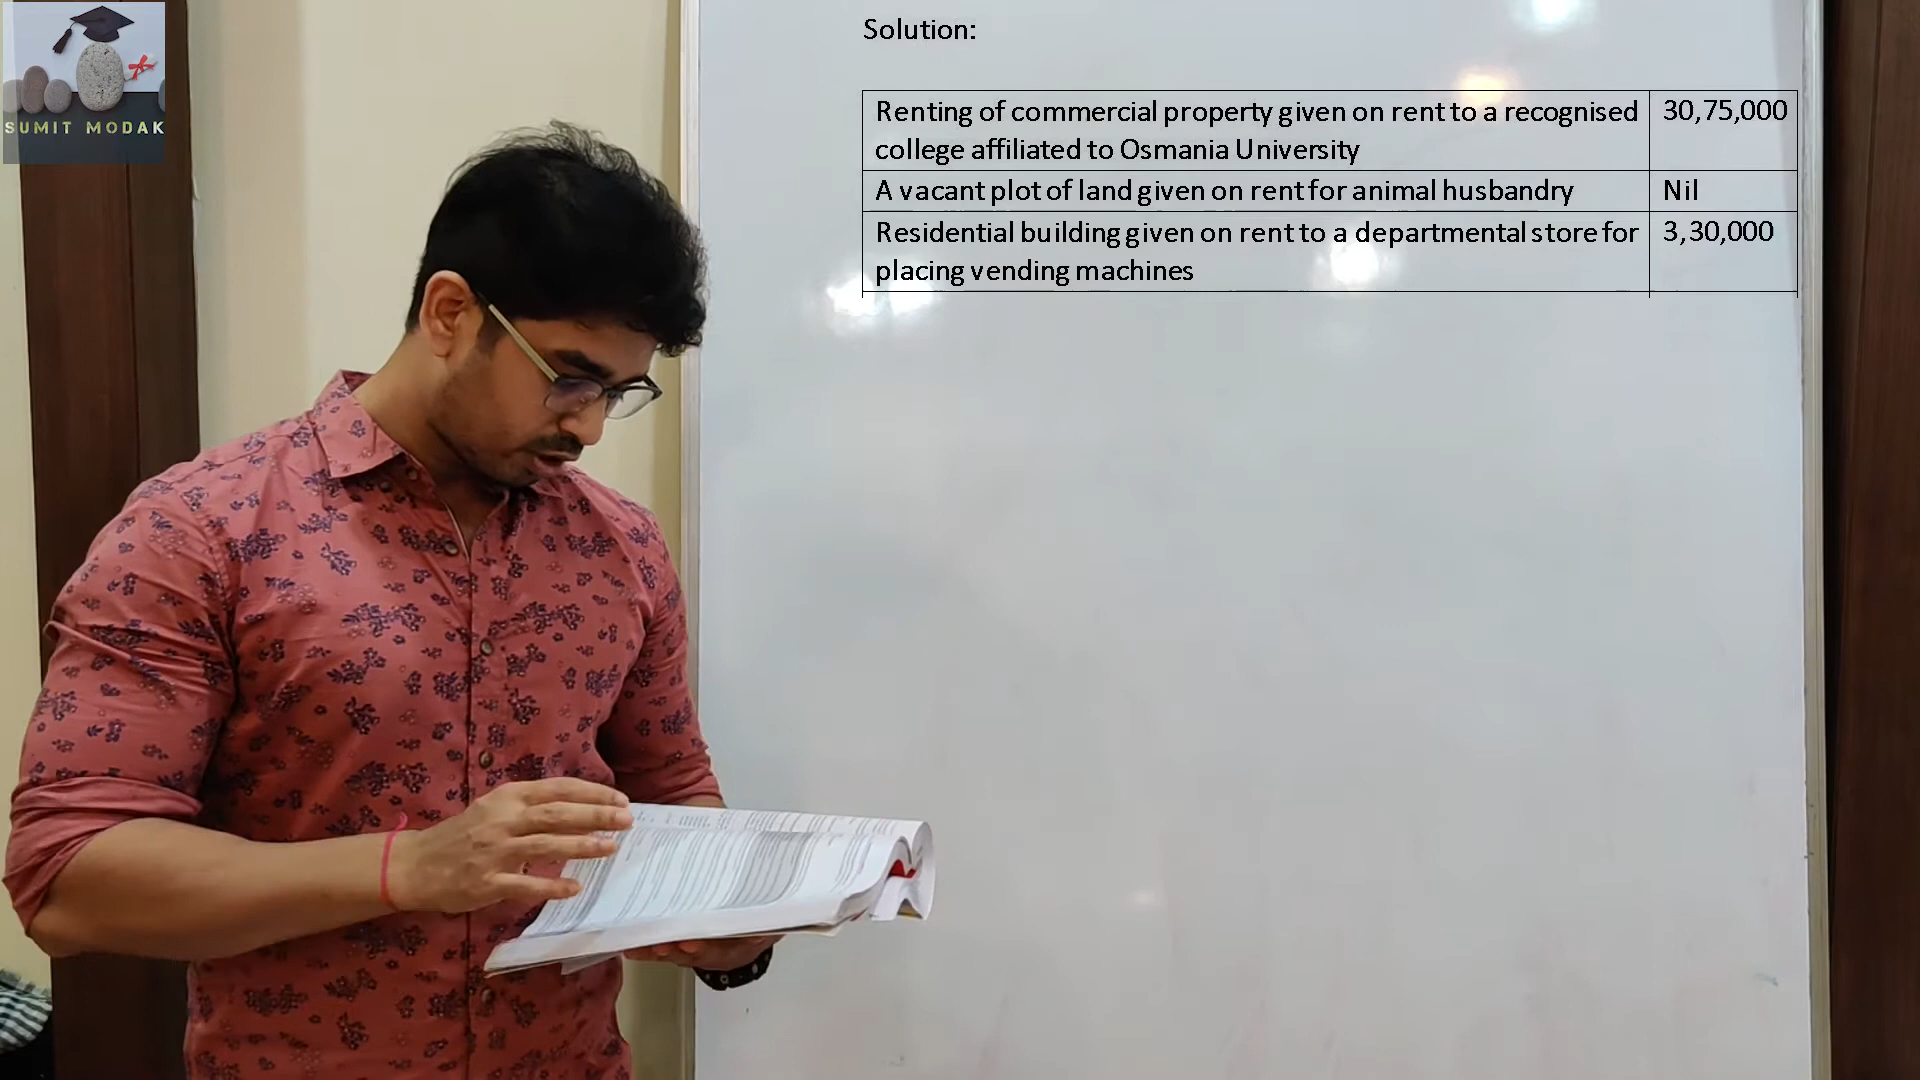 SUMIT MODAK
Solution:
Renting of commercial property given on rent to a recognised 30,75,000
college affiliated to Osmania University
A vacant plot of land given on rent for animal husbandry Nil
Residential building given on rent to a departmental store for 3,30,000
placing vending machines